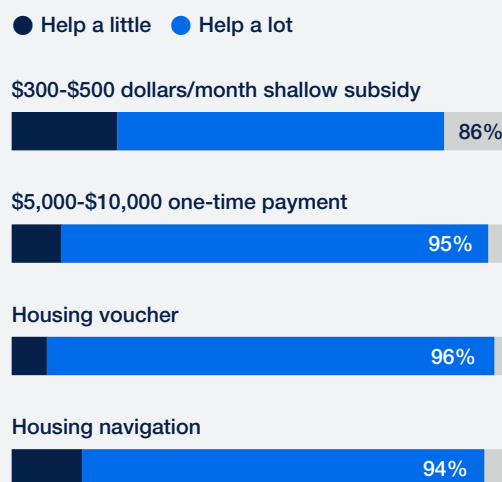 Help a little Help a lot
$300-$500 dollars/month shallow subsidy
86%
$5,000-$10,000 one-time payment
95%
Housing voucher
96%
Housing navigation
94%